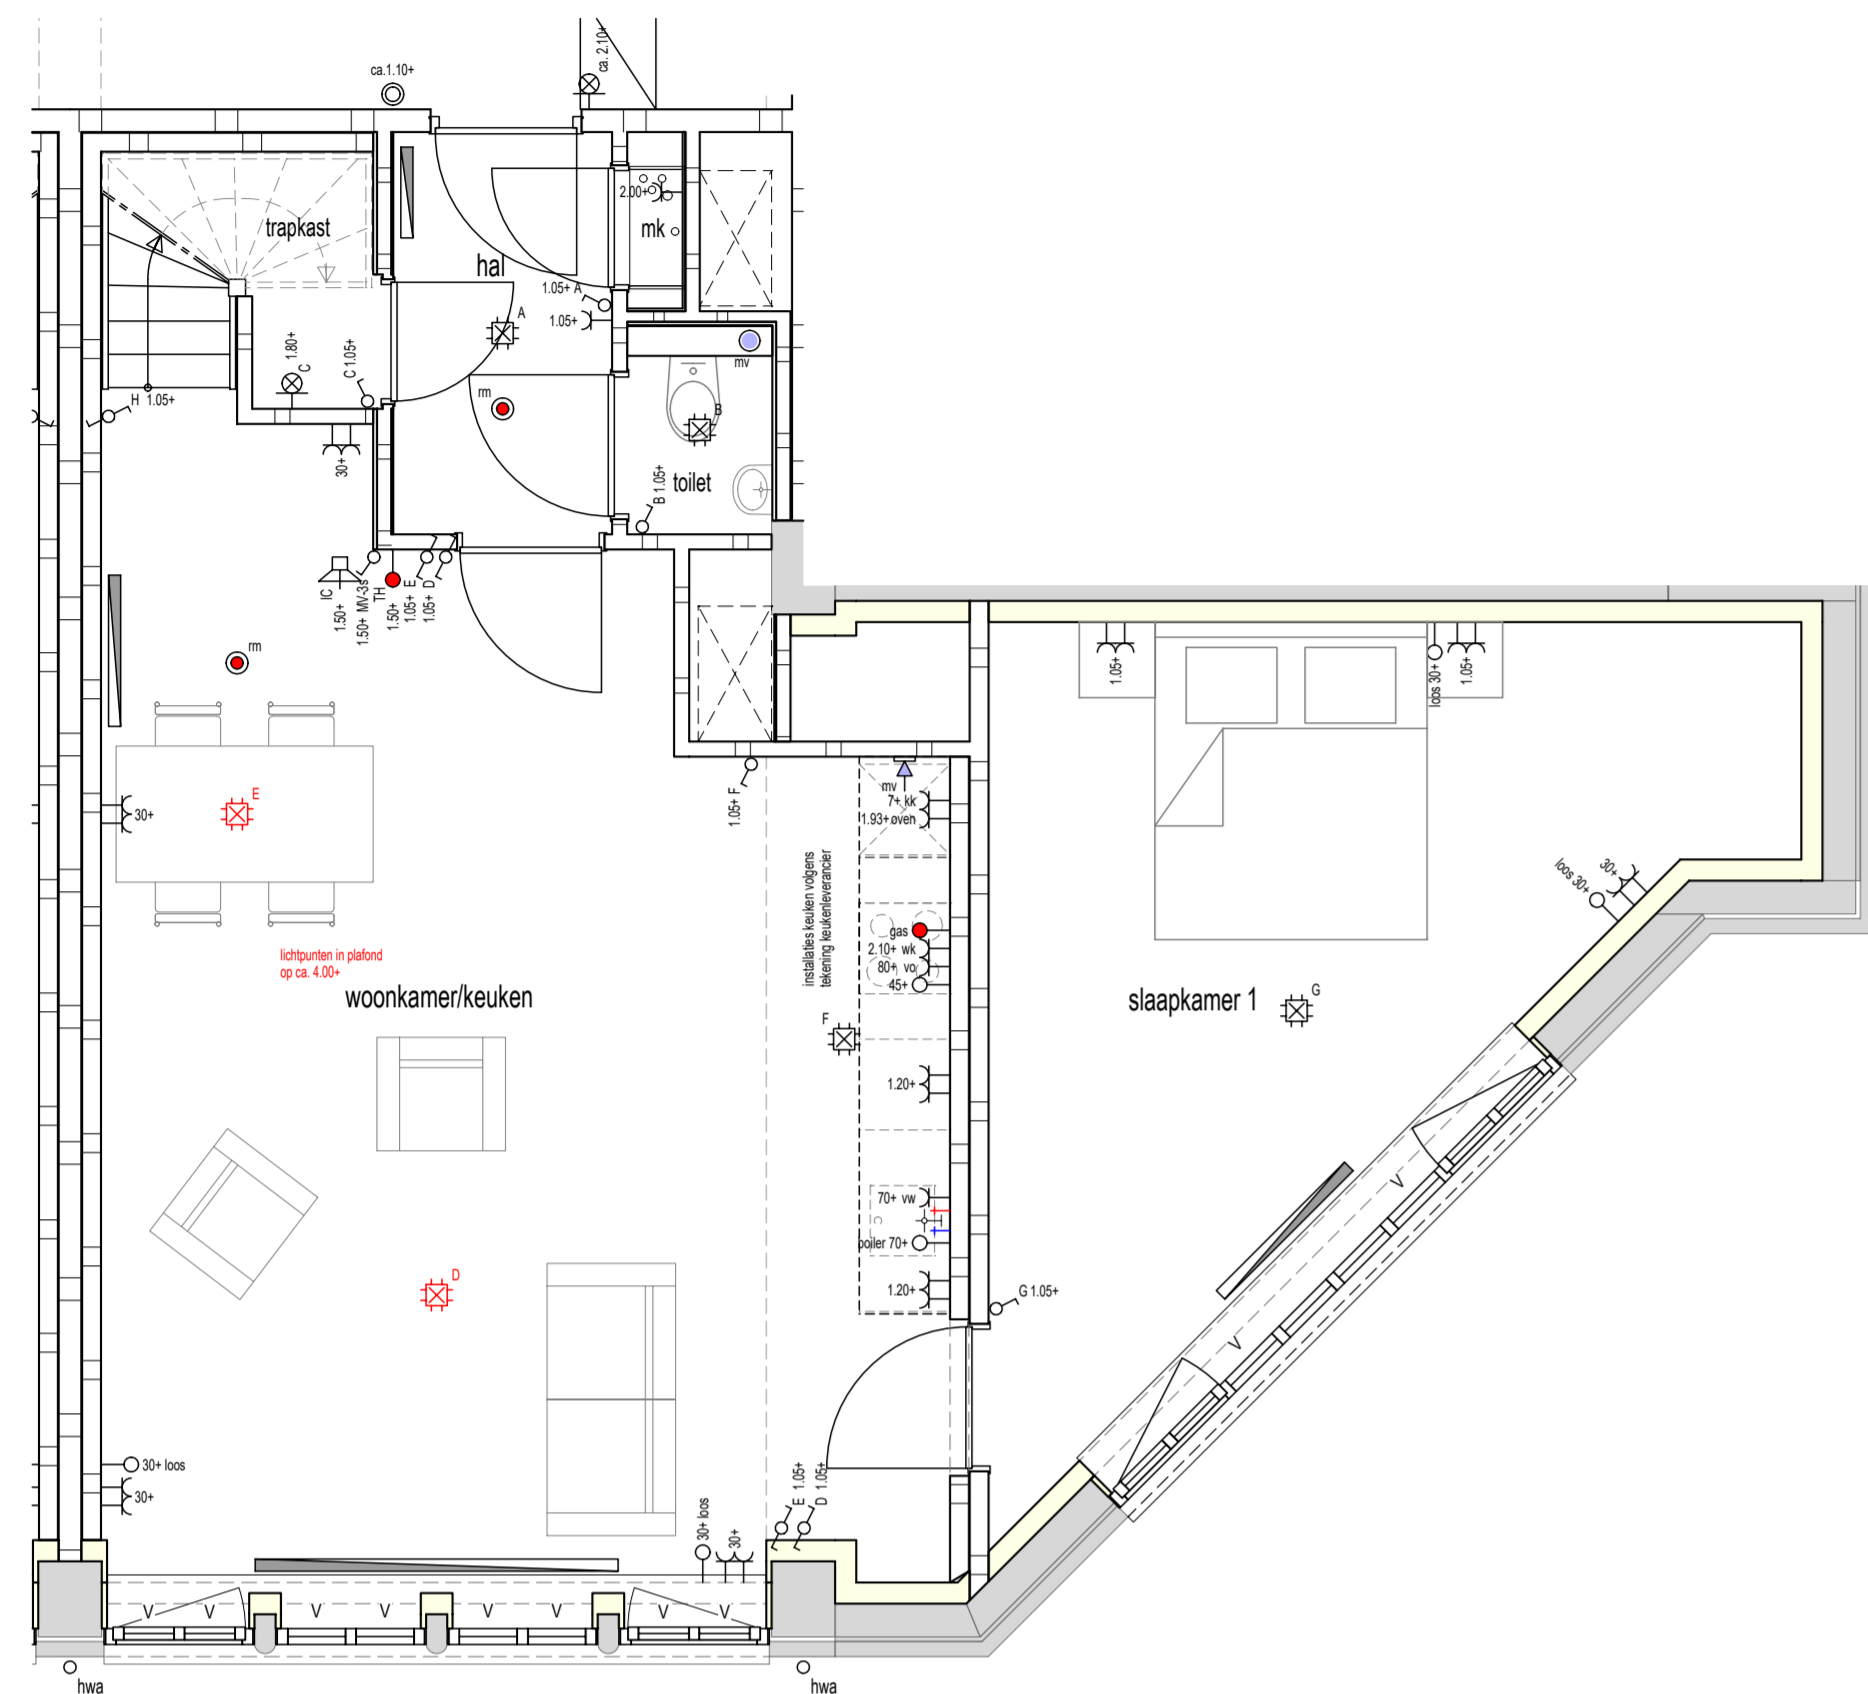 ca.1.10+
ca. 2.10+
trapkast
hal
2.00+
mk
1.05+ A
1.05+
A
mv
1.80+
C
C 1.05+
H 1.05+
rm
B
30+
toilet
B 1.05+
IC
1.50+
1.50+ MV-3s
TH
1.50+
1.05+ E
1.05+ D
rm
1.05+
loos 30+
1.05+
E
30+
1.05+ F
mv
7+ kk
1.93+ oven
installaties keuken volgens
tekening keukenleverancier
loos 30+
30+
gas
2.10+ wk
80+ vo
45+
lichtpunten in plafond
op ca. 4.00+
woonkamer/keuken
slaapkamer 1
G
F
1.20+
V
70+ vw
boiler 70+
1.20+
D
G 1.05+
V
30+ loos
30+
30+ loos
30+
E 1.05+
D 1.05+
V V V V V V V V
hwa
hwa